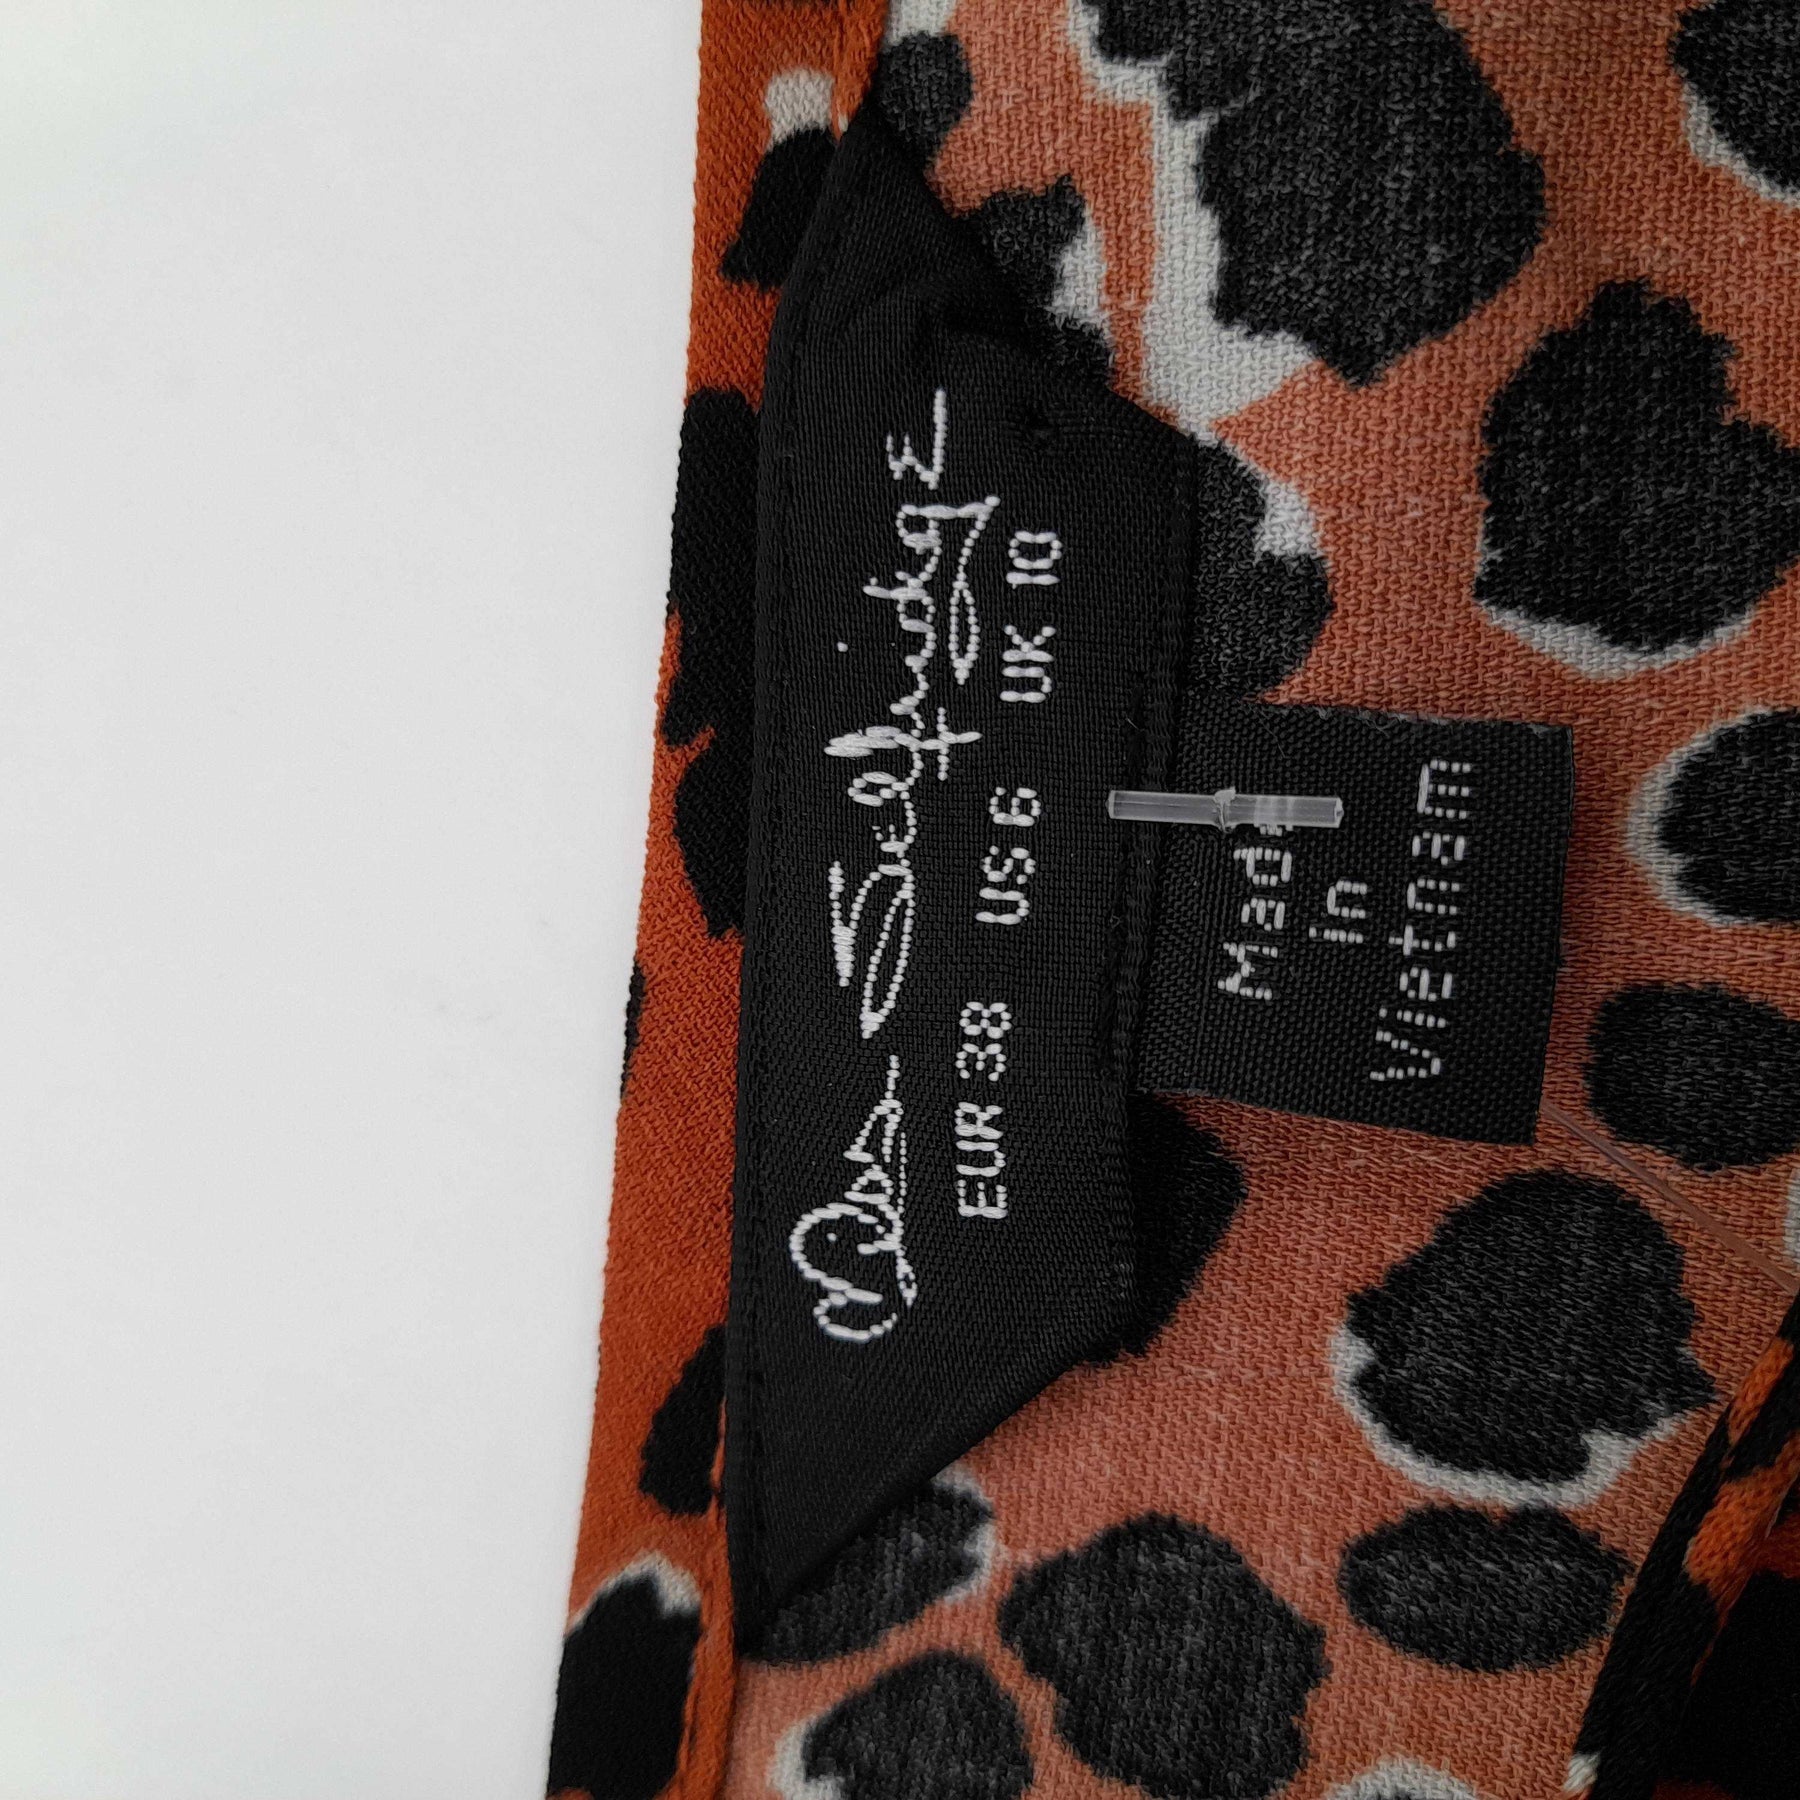 Miss Selfridge
EUR 38 US 6 UK 10
Made
in
Vietnam